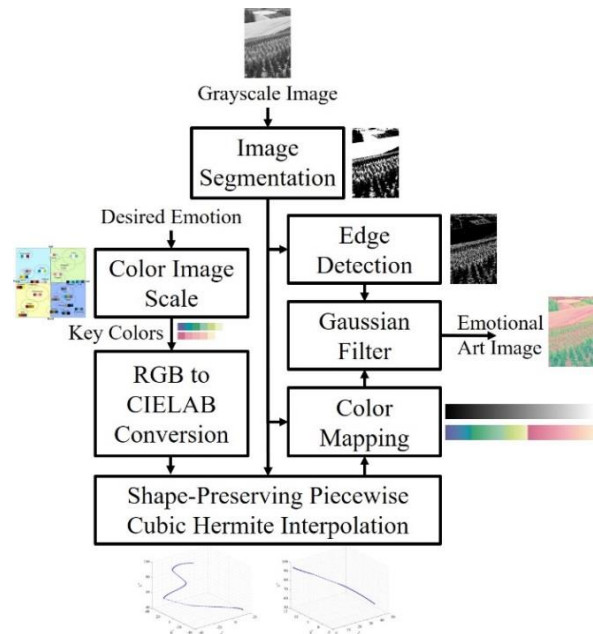 Grayscale Image
Image
Segmentation
Desired Emotion
Color Image
Scale
Edge
Detection
Key Colors
Gaussian
Filter
Emotional
Art Image
RGB to
CIELAB
Conversion
Color
Mapping
Shape-Preserving Piecewise
Cubic Hermite Interpolation